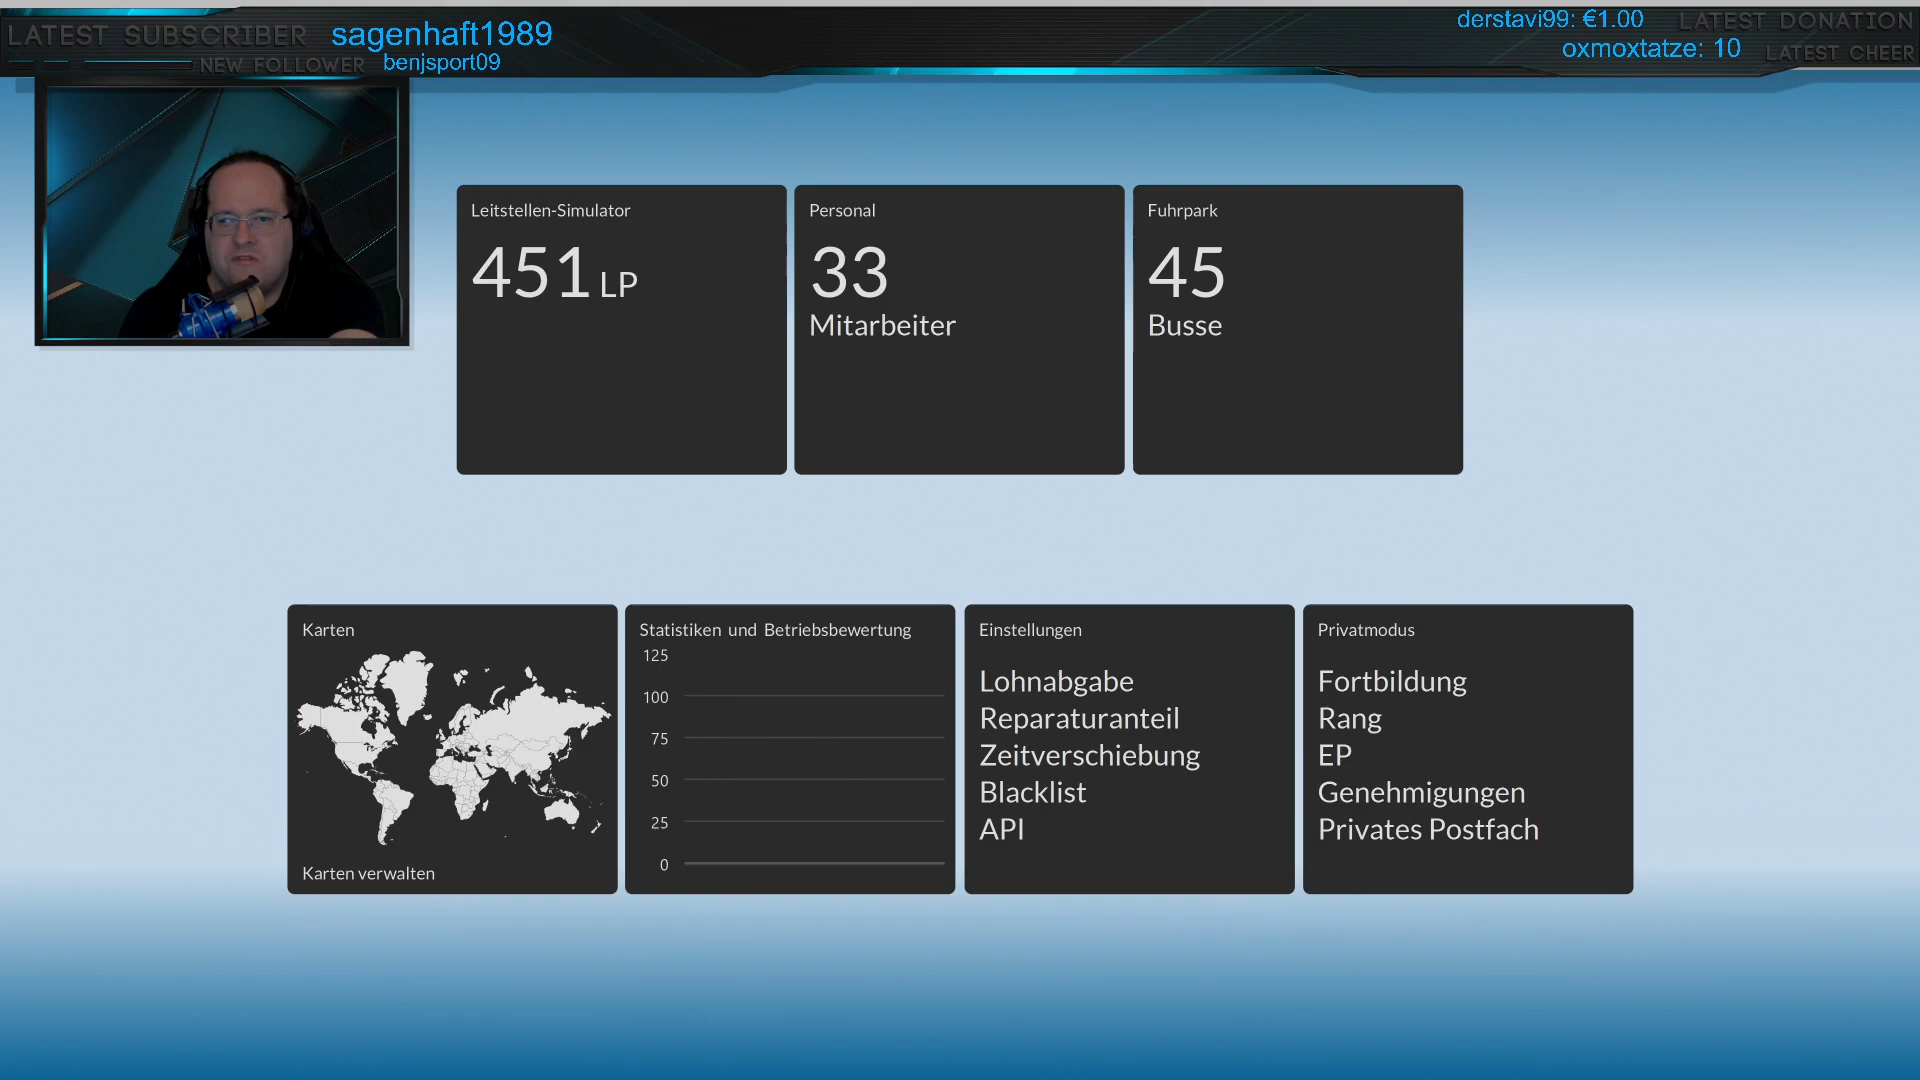 LATEST SUBSCRIBER sagenhaft1989
NEW FOLLOWER benjsport09
derstavi99: €1.00 LATEST DONATION
oxmoxtatze: 10 LATEST CHEER
Leitstellen-Simulator
451 LP
Personal
33
Mitarbeiter
Fuhrpark
45
Busse
Karten
Karten verwalten
Statistiken und Betriebsbewertung
125
100
75
50
25
0
Einstellungen
Lohnabgabe
Reparaturanteil
Zeitverschiebung
Blacklist
API
Privatmodus
Fortbildung
Rang
EP
Genehmigungen
Privates Postfach